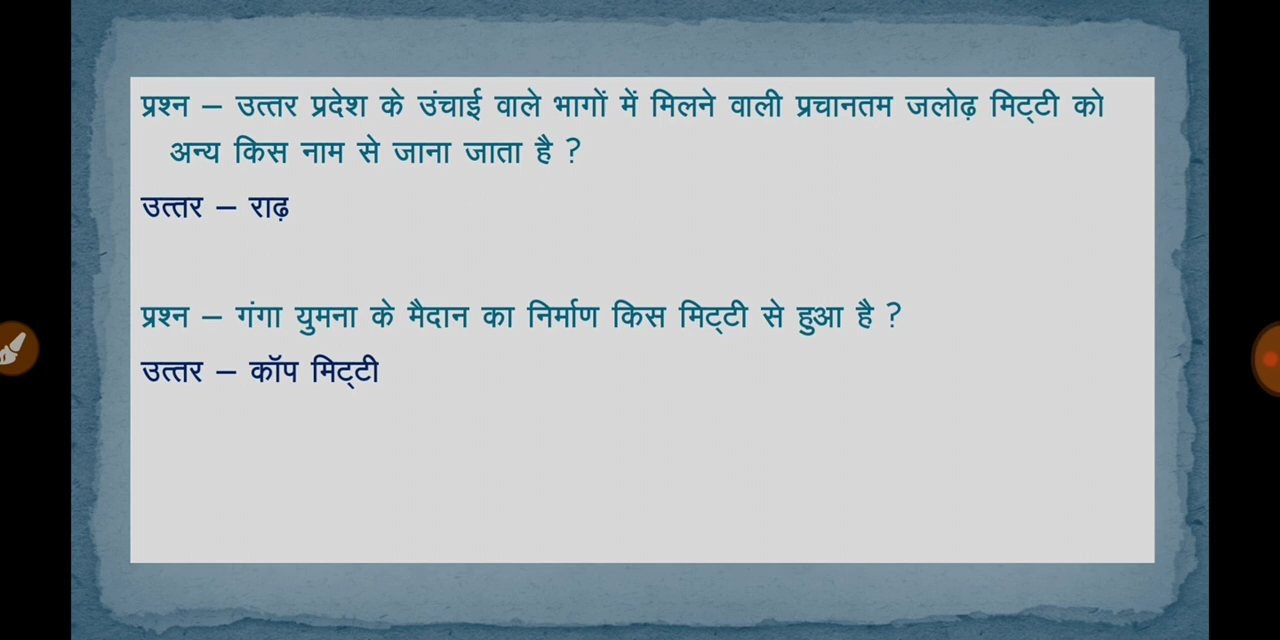 प्रश्न – उत्तर प्रदेश के उंचाई वाले भागों में मिलने वाली प्रचानतम जलोढ़ मिट्टी को
अन्य किस नाम से जाना जाता है ?
उत्तर – राढ़
प्रश्न – गंगा युमना के मैदान का निर्माण किस मिट्टी से हुआ है ?
उत्तर – कॉप मिट्टी